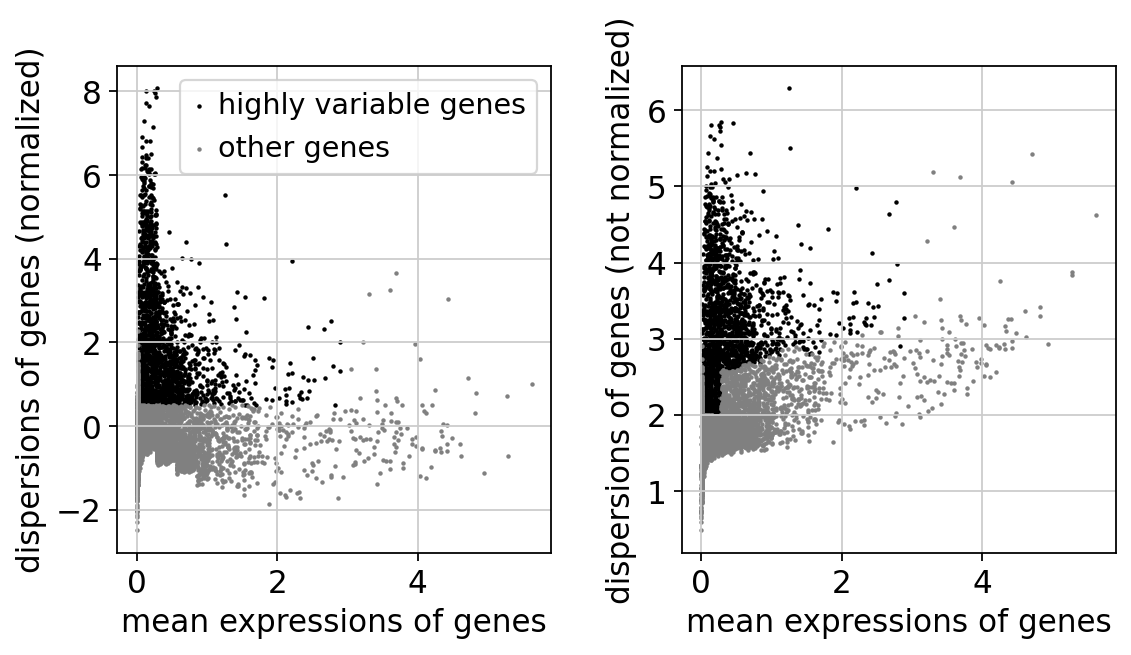 dispersions of genes (normalized)
8
6
4
2
0
−2
highly variable genes
other genes
0 2 4
mean expressions of genes
dispersions of genes (not normalized)
6
5
4
3
2
1
0 2 4
mean expressions of genes